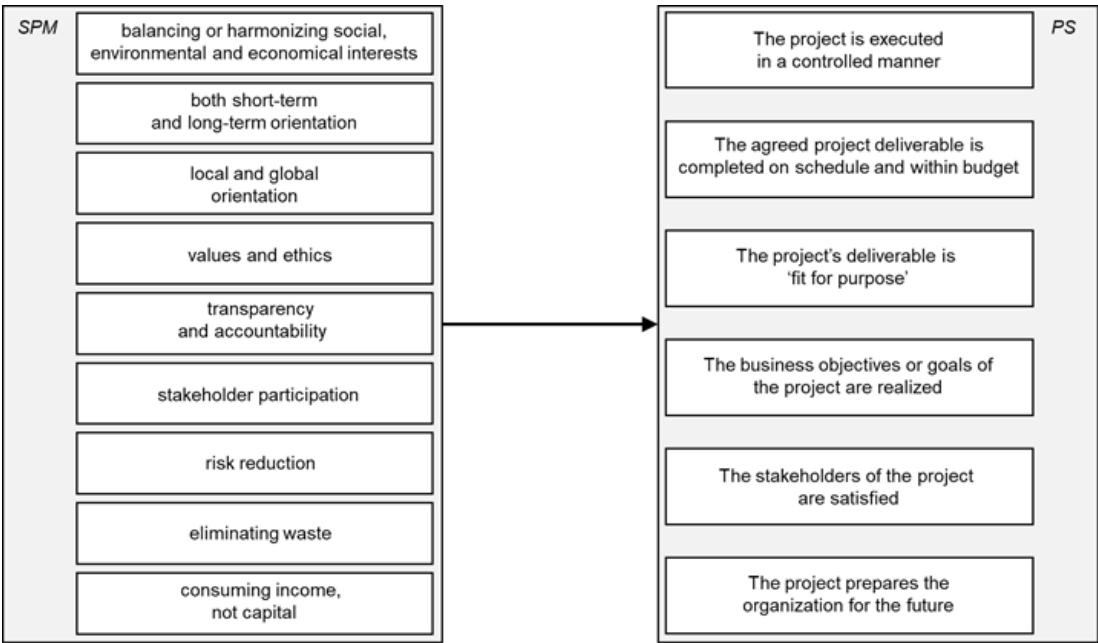 SPM
balancing or harmonizing social,
environmental and economical interests
both short-term
and long-term orientation
local and global
orientation
values and ethics
transparency
and accountability
stakeholder participation
risk reduction
eliminating waste
consuming income,
not capital
PS
The project is executed
in a controlled manner
The agreed project deliverable is
completed on schedule and within budget
The project’s deliverable is
‘fit for purpose’
The business objectives or goals of
the project are realized
The stakeholders of the project
are satisfied
The project prepares the
organization for the future